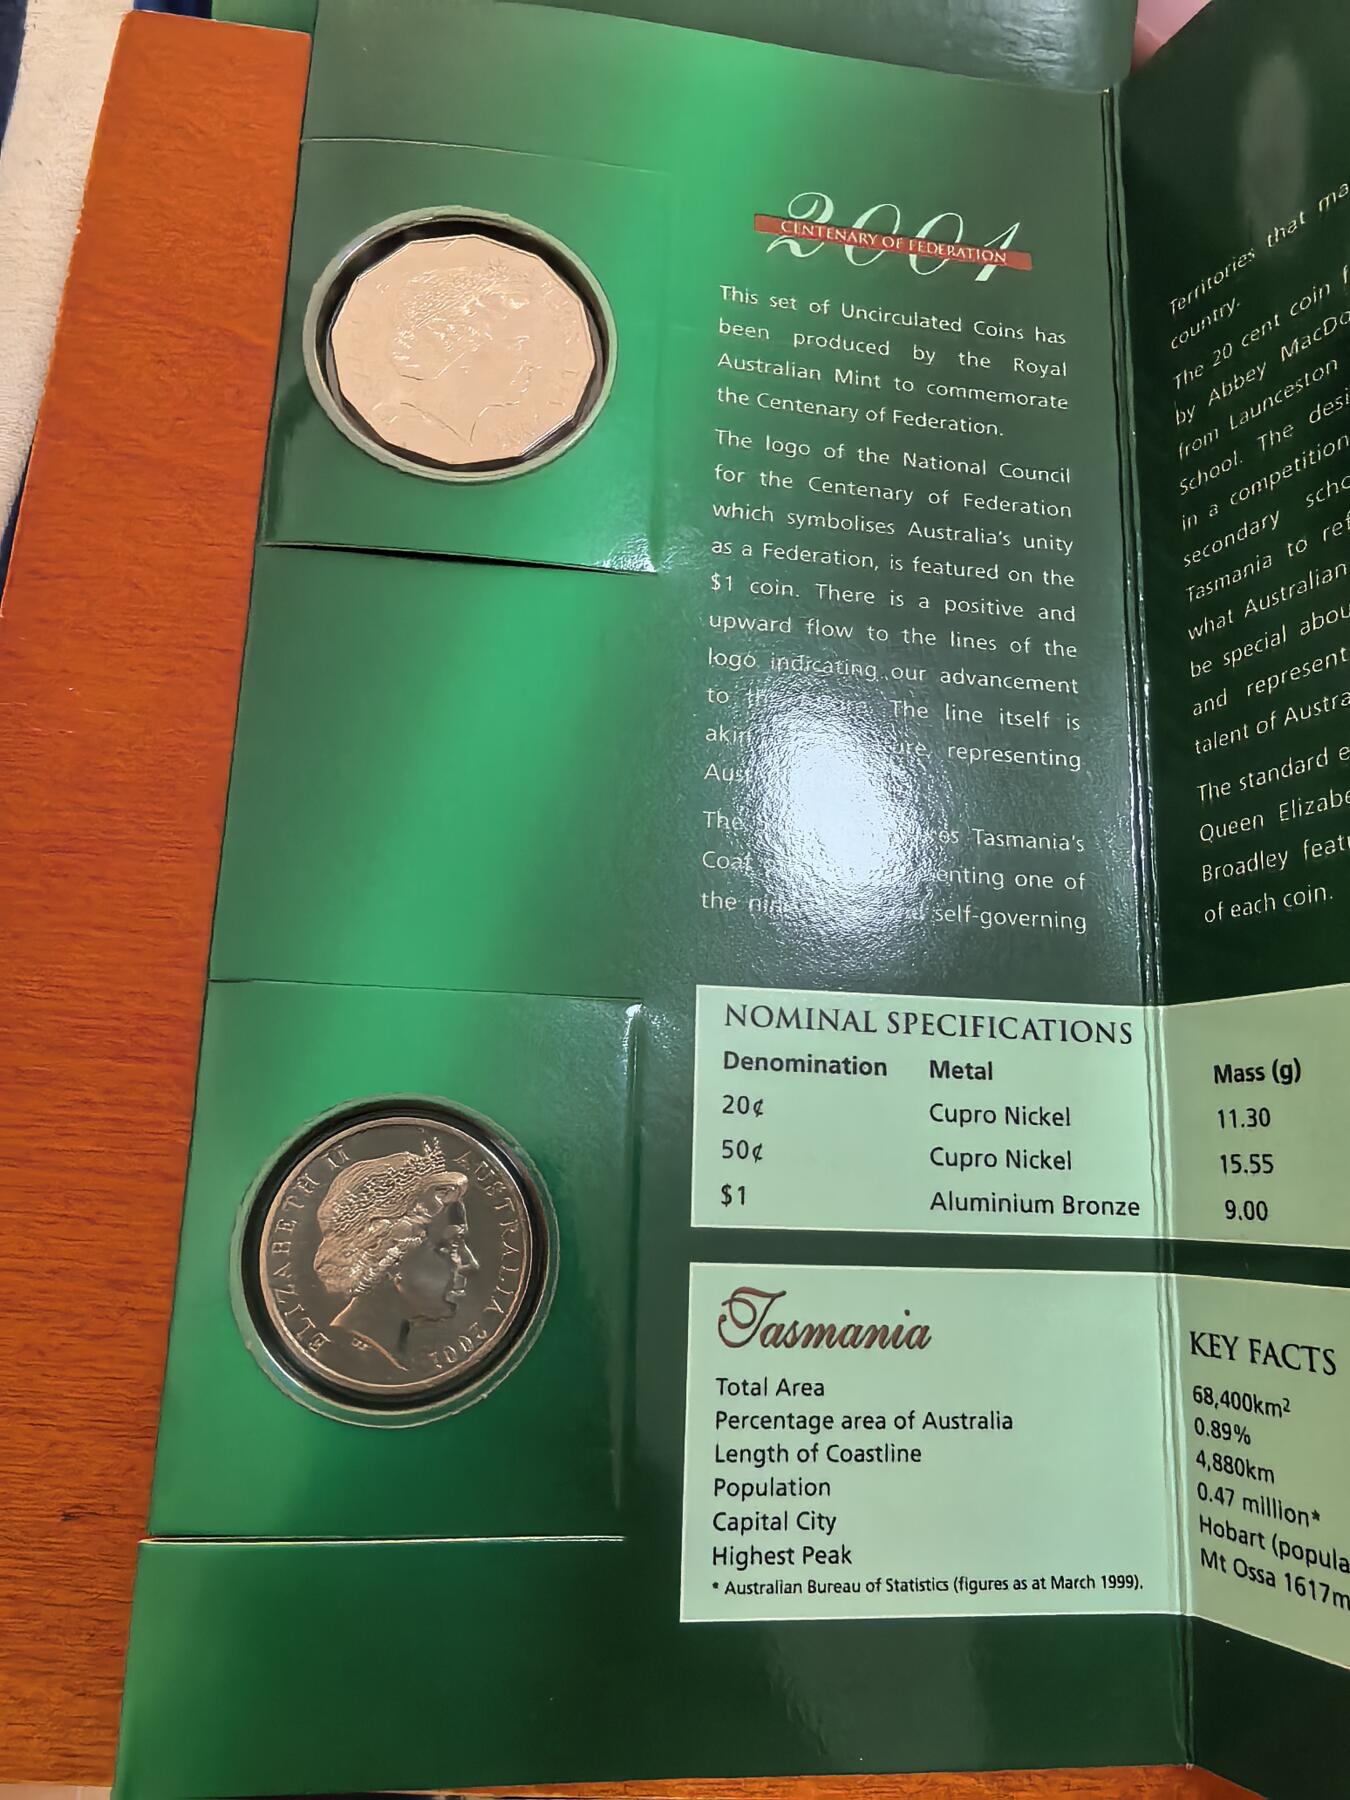 2001
CENTENARY OF FEDERATION
This set of Uncirculated Coins has
been produced by the Royal
Australian Mint to commemorate
the Centenary of Federation.
The logo of the National Council
for the Centenary of Federation
which symbolises Australia's unity
as a Federation, is featured on the
$1 coin. There is a positive and
upward flow to the lines of the
logo indicating our advancement
to The line itself is
representing
The Tasmania's
Coat one of
the self-governing
Territories that
country.
The 20 cent coin
by Abbey
from Launceston
School. The
in a competition
secondary
Tasmania to
what Australian
be special
and
talent of
The standard
Queen
Broadley
of each coin.
NOMINAL SPECIFICATIONS
Denomination Metal Mass (g)
20¢ Cupro Nickel 11.30
50¢ Cupro Nickel 15.55
$1 Aluminium Bronze 9.00
Tasmania KEY FACTS
Total Area 68,400km²
Percentage area of Australia 0.89%
Length of Coastline 4,880km
Population 0.47 million*
Capital City Hobart
Highest Peak Mt Ossa 1617m
* Australian Bureau of Statistics (figures as at March 1999).
ELIZABETH II AUSTRALIA 2001